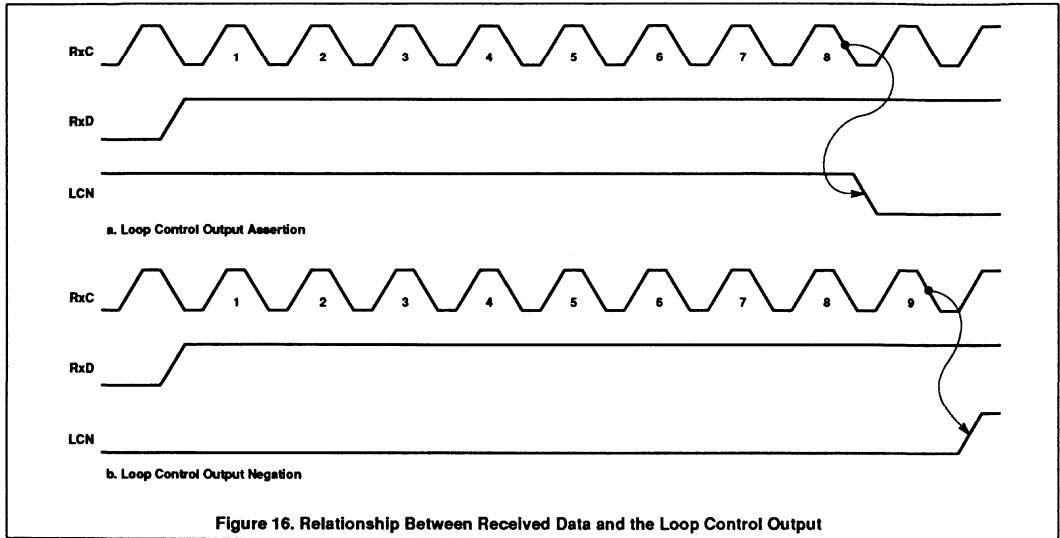 RxC 1 2 3 4 5 6 7 8
RxD
LCN
a. Loop Control Output Assertion
RxC 1 2 3 4 5 6 7 8 9
RxD
LCN
b. Loop Control Output Negation
Figure 16. Relationship Between Received Data and the Loop Control Output